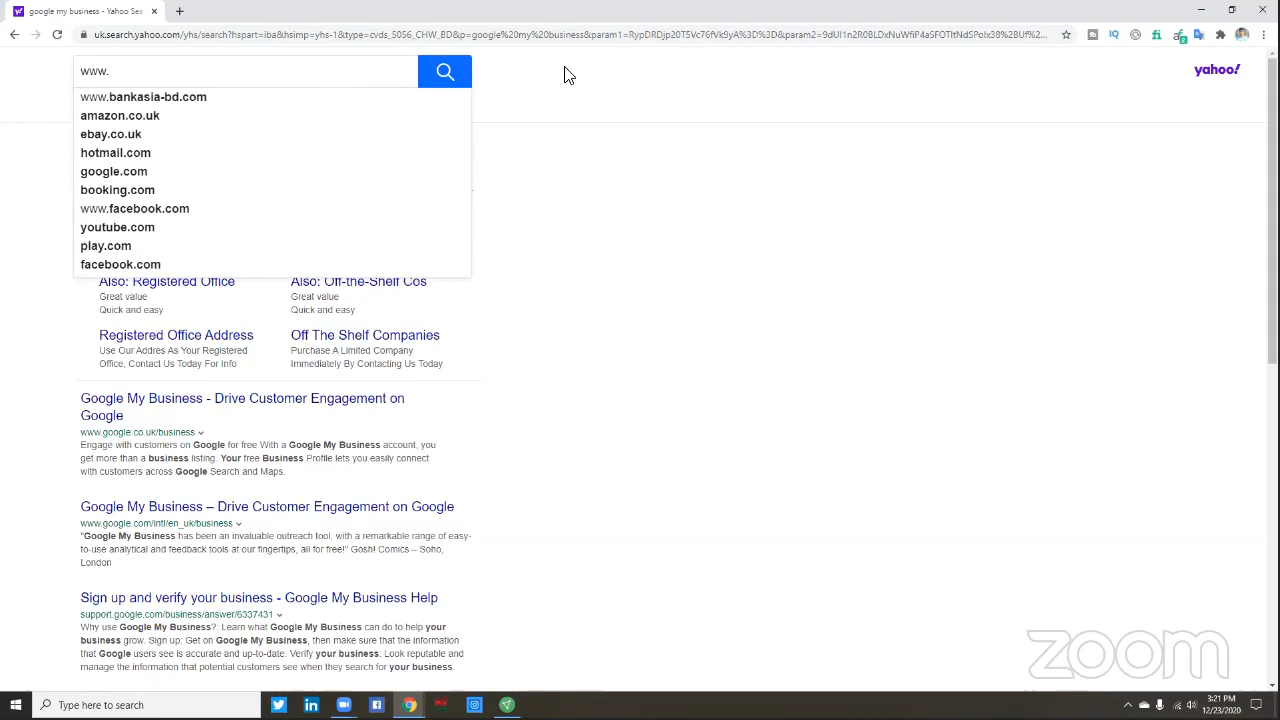 google my business - Yahoo Sea
uk.search.yahoo.com/yhs/search?hspart=iba&hsimp=yhs-1&type=cvds_5056_CHW_BD&p=google%20my%20business&param1=RypDRDjp20T5Vc76fVk9yA%3D%3D&param2=9dUI1n2R0BLDxNuWfiP4aSFOTltNdSPoIx38%2BUf%2Bc...
www.
yahoo!
www.bankasia-bd.com
amazon.co.uk
ebay.co.uk
hotmail.com
google.com
booking.com
www.facebook.com
youtube.com
play.com
facebook.com
Also: Registered Office
Great value
Quick and easy
Also: Off-the-Shelf Cos
Great value
Quick and easy
Registered Office Address
Use Our Addres As Your Registered
Office, Contact Us Today For Info
Off The Shelf Companies
Purchase A Limited Company
Immediately By Contacting Us Today
Google My Business - Drive Customer Engagement on
Google
www.google.co.uk/business
Engage with customers on Google for free With a Google My Business account, you
get more than a business listing. Your free Business Profile lets you easily connect
with customers across Google Search and Maps.
Google My Business – Drive Customer Engagement on Google
www.google.com/intl/en_uk/business
"Google My Business has been an invaluable outreach tool, with a remarkable range of easy-
to-use analytical and feedback tools at our fingertips, all for free!" Gosh! Comics – Soho,
London
Sign up and verify your business - Google My Business Help
support.google.com/business/answer/6337431
Why use Google My Business?: Learn what Google My Business can do to help your
business grow. Sign up: Get on Google My Business, then make sure that the information
that Google users see is accurate and up-to-date. Verify your business: Look reputable and
manage the information that potential customers see when they search for your business.
zoom
Type here to search
3:21 PM
12/23/2020